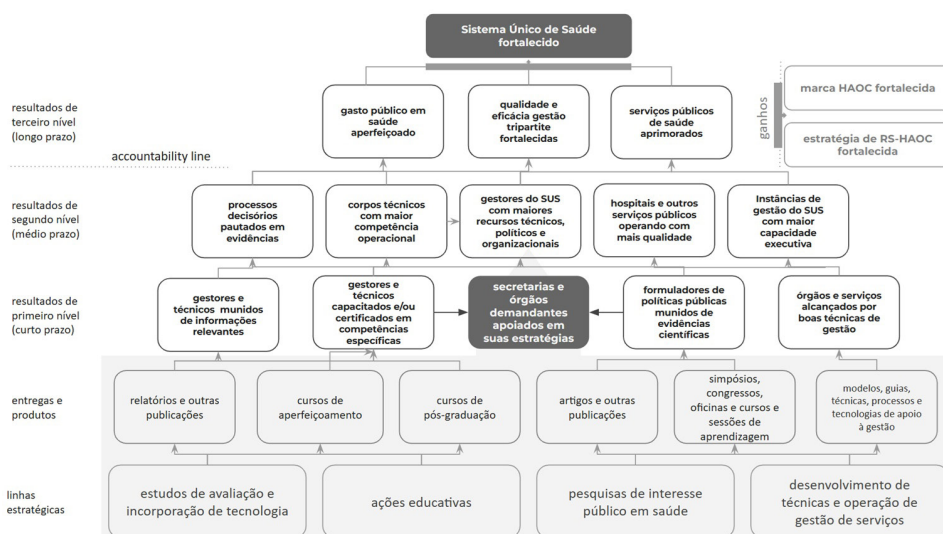 Sistema Único de Saúde
fortalecido
resultados de
terceiro nível
(longo prazo)
gasto público em
saúde aperfeiçoado
qualidade e
eficácia gestão
tripartite
fortalecidas
serviços públicos
de saúde
aprimorados
ganhos
marca HAOC fortalecida
estratégia de RS-HAOC
fortalecida
accountability line
resultados de
segundo nível
(médio prazo)
processos
decisórios
pautados em
evidências
corpos técnicos
com maior
competência
operacional
gestores do SUS
com maiores
recursos técnicos,
políticos e
organizacionais
hospitais e outros
serviços públicos
operando com
mais qualidade
Instâncias de
gestão do SUS
com maior
capacidade
executiva
resultados de
primeiro nível
(curto prazo)
gestores e
técnicos munidos
de informações
relevantes
gestores e
técnicos
capacitados e/ou
certificados em
competências
específicas
secretarias e
órgãos
demandantes
apoiados em
suas estratégias
formuladores de
políticas públicas
munidos de
evidências
científicas
órgãos e serviços
alcançados por
boas técnicas de
gestão
entregas e
produtos
relatórios e outras
publicações
cursos de
aperfeiçoamento
cursos de
pós-graduação
artigos e outras
publicações
simpósios,
congressos,
oficinas e cursos e
sessões de
aprendizagem
modelos, guias,
técnicas, processos e
tecnologias de apoio
à gestão
linhas
estratégicas
estudos de avaliação e
incorporação de tecnologia
ações educativas
pesquisas de interesse
público em saúde
desenvolvimento de
técnicas e operação de
gestão de serviços